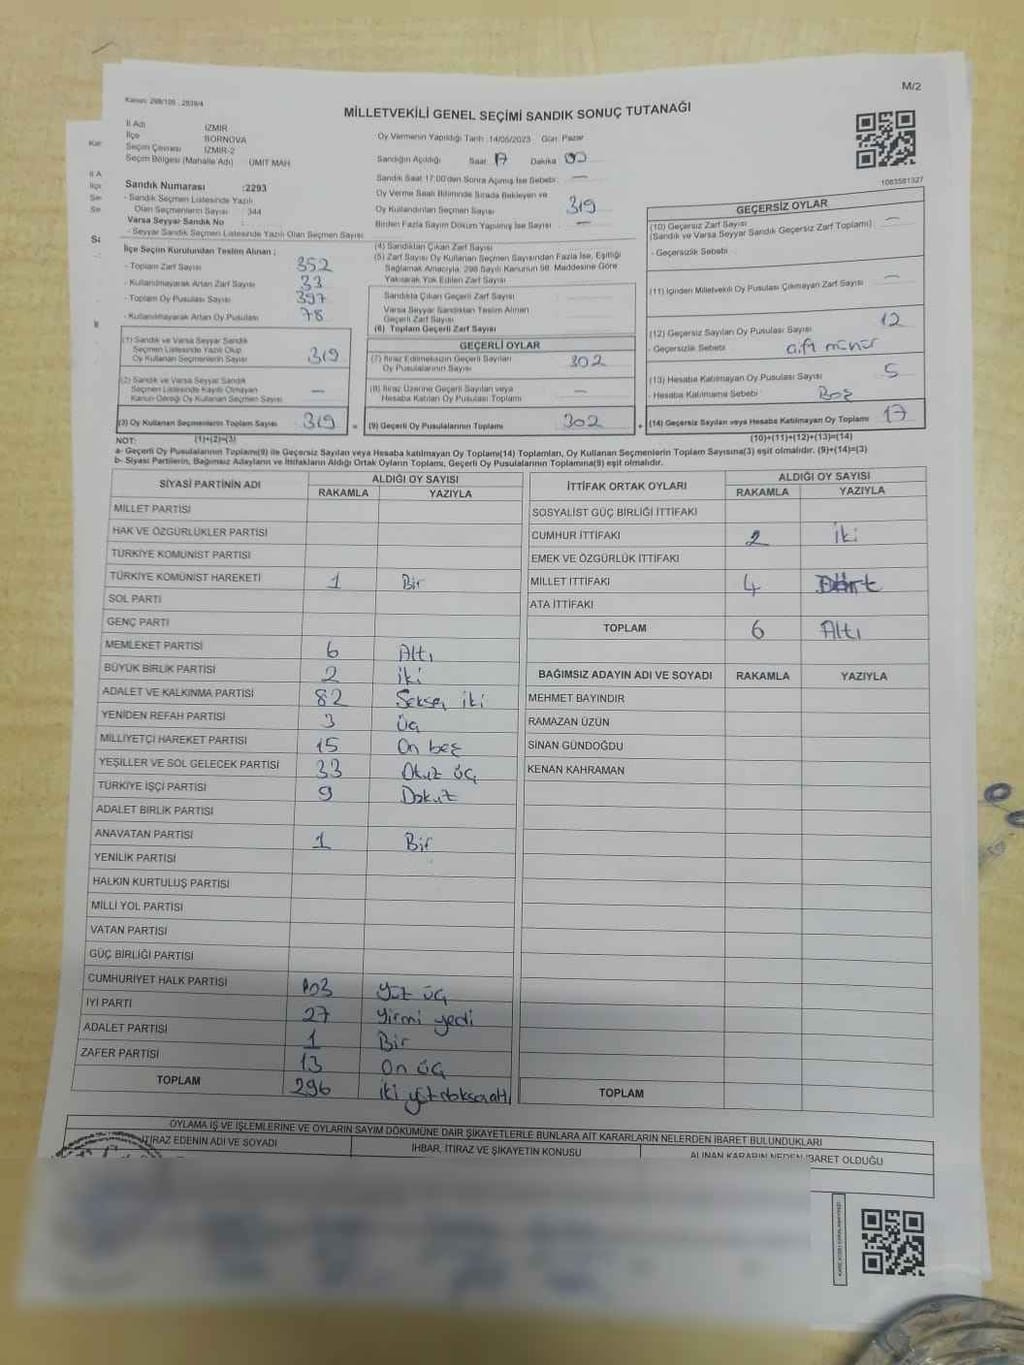 M/2
Kanun: 298/105 , 2839/4
MİLLETVEKİLİ GENEL SEÇİMİ SANDIK SONUÇ TUTANAĞI
İl Adı İZMİR
İlçe BORNOVA
Seçim Çevresi İZMİR-2
Seçim Bölgesi (Mahalle Adı) ÜMİT MAH
Sandık Numarası :2293
- Sandık Seçmen Listesinde Yazılı
Olan Seçmenlerin Sayısı : 344
Varsa Seyyar Sandık No
- Seyyar Sandık Seçmen Listesinde Yazılı Olan Seçmen Sayısı
Oy Vermenin Yapıldığı Tarih :14/05/2023 Gün: Pazar
Sandığın Açıldığı Saat 17 Dakika 00
Sandık Saat 17:00'den Sonra Açılmış İse Sebebi: —
Oy Verme Saati Bitiminde Sırada Bekleyen ve
Oy Kullandırılan Seçmen Sayısı 319
Birden Fazla Sayım Döküm Yapılmış İse Sayısı —
1083581327
İlçe Seçim Kurulundan Teslim Alınan ;
- Toplam Zarf Sayısı 352
- Kullanılmayarak Artan Zarf Sayısı 33
- Toplam Oy Pusulası Sayısı 397
- Kullanılmayarak Artan Oy Pusulası 78
(4) Sandıktan Çıkan Zarf Sayısı
(5) Zarf Sayısı Oy Kullanan Seçmen Sayısından Fazla İse, Eşitliği
Sağlamak Amacıyla, 298 Sayılı Kanunun 98. Maddesine Göre
Yakılarak Yok Edilen Zarf Sayısı
Sandıkta Çıkan Geçerli Zarf Sayısı
Varsa Seyyar Sandıktan Teslim Alınan
Geçerli Zarf Sayısı
(6) Toplam Geçerli Zarf Sayısı
GEÇERSİZ OYLAR
(10) Geçersiz Zarf Sayısı
(Sandık ve Varsa Seyyar Sandık Geçersiz Zarf Toplamı) —
- Geçersiz Sebebi
(11) İçinden Milletvekili Oy Pusulası Çıkmayan Zarf Sayısı —
(12) Geçersiz Sayılan Oy Pusulası Sayısı 12
- Geçersizlik Sebebi
(13) Hesaba Katılmayan Oy Pusulası Sayısı 5
- Hesaba Katılmama Sebebi Boş
(14) Geçersiz Sayılan veya Hesaba Katılmayan Oy Toplamı 17
(1) Sandık ve Varsa Seyyar Sandık
Seçmen Listesinde Yazılı Olup
Oy Kullanan Seçmenlerin Sayısı 319
(2) Sandık ve Varsa Seyyar Sandık
Seçmen Listesinde Kayıtlı Olmayan
Kanun Gereği Oy Kullanan Seçmen Sayısı —
(3) Oy Kullanan Seçmenlerin Toplam Sayısı 319 =
GEÇERLİ OYLAR
(7) İtiraz Edilmeksizin Geçerli Sayılan
Oy Pusulalarının Sayısı 302
(8) İtiraz Üzerine Geçerli Sayılan veya
Hesaba Katılan Oy Pusulası Toplamı —
(9) Geçerli Oy Pusulalarının Toplamı 302 +
NOT: (1)+(2)=(3)
(10)+(11)+(12)+(13)=(14)
a- Geçerli Oy Pusulalarının Toplamı(9) ile Geçersiz Sayılan veya Hesaba katılmayan Oy Toplamı(14) Toplamları, Oy Kullanan Seçmenlerin Toplam Sayısına(3) eşit olmalıdır. (9)+(14)=(3)
b- Siyasi Partilerin, Bağımsız Adayların ve İttifakların Aldığı Ortak Oyların Toplamı, Geçerli Oy Pusulalarının Toplamına(9) eşit olmalıdır.
SİYASİ PARTİNİN ADI ALDIĞI OY SAYISI
RAKAMLA YAZIYLA
MİLLET PARTİSİ
HAK VE ÖZGÜRLÜKLER PARTİSİ
TÜRKİYE KOMÜNİST PARTİSİ
TÜRKİYE KOMÜNİST HAREKETİ 1 Bir
SOL PARTİ
GENÇ PARTİ
MEMLEKET PARTİSİ 6 Altı
BÜYÜK BİRLİK PARTİSİ 2 iki
ADALET VE KALKINMA PARTİSİ 82 Seksen iki
YENİDEN REFAH PARTİSİ 3 üç
MİLLİYETÇİ HAREKET PARTİSİ 15 On beş
YEŞİLLER VE SOL GELECEK PARTİSİ 33 Otuz üç
TÜRKİYE İŞÇİ PARTİSİ 9 Dokuz
ADALET BİRLİK PARTİSİ
ANAVATAN PARTİSİ 1 Bir
YENİLİK PARTİSİ
HALKIN KURTULUŞ PARTİSİ
MİLLİ YOL PARTİSİ
VATAN PARTİSİ
GÜÇ BİRLİĞİ PARTİSİ
CUMHURİYET HALK PARTİSİ 103 Yüz üç
İYİ PARTİ 27 Yirmi yedi
ADALET PARTİSİ 1 Bir
ZAFER PARTİSİ 13 On üç
TOPLAM 296 iki yüz doksan altı
İTTİFAK ORTAK OYLARI ALDIĞI OY SAYISI
RAKAMLA YAZIYLA
SOSYALİST GÜÇ BİRLİĞİ İTTİFAKI
CUMHUR İTTİFAKI 2 iki
EMEK VE ÖZGÜRLÜK İTTİFAKI
MİLLET İTTİFAKI 4 Dört
ATA İTTİFAKI
TOPLAM 6 Altı
BAĞIMSIZ ADAYIN ADI VE SOYADI RAKAMLA YAZIYLA
MEHMET BAYINDIR
RAMAZAN ÜZÜN
SİNAN GÜNDOĞDU
KENAN KAHRAMAN
TOPLAM
OYLAMA İŞ VE İŞLEMLERİNE VE OYLARIN SAYIM DÖKÜMÜNE DAİR ŞİKAYETLERLE BUNLARA AİT KARARLARIN NELERDEN İBARET BULUNDUKLARI
İTİRAZ EDENİN ADI VE SOYADI İHBAR, İTİRAZ VE ŞİKAYETİN KONUSU ALINAN KARARIN NEDEN İBARET OLDUĞU